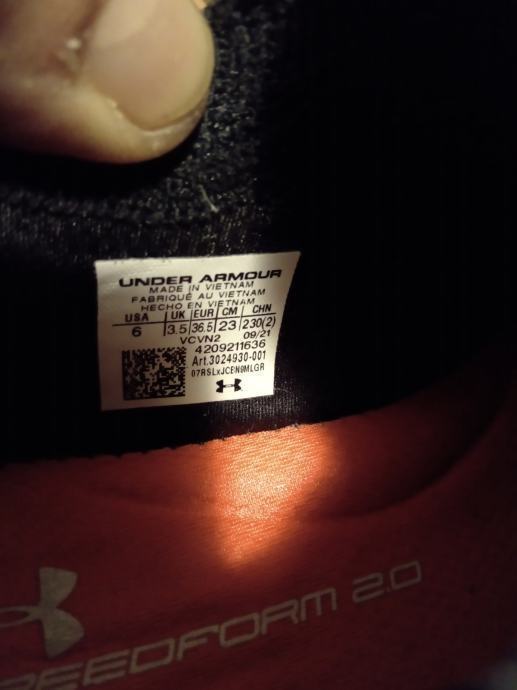 UNDER ARMOUR
MADE IN VIETNAM
FABRIQUÉ AU VIETNAM
HECHO EN VIETNAM
USA UK EUR CM CHN
6 3.5 36.5 23 230(2)
VCVN2 09/21
4209211636
Art.3024930-001
07RSLxJCEN9MLGR
PEEDFORM 2.0